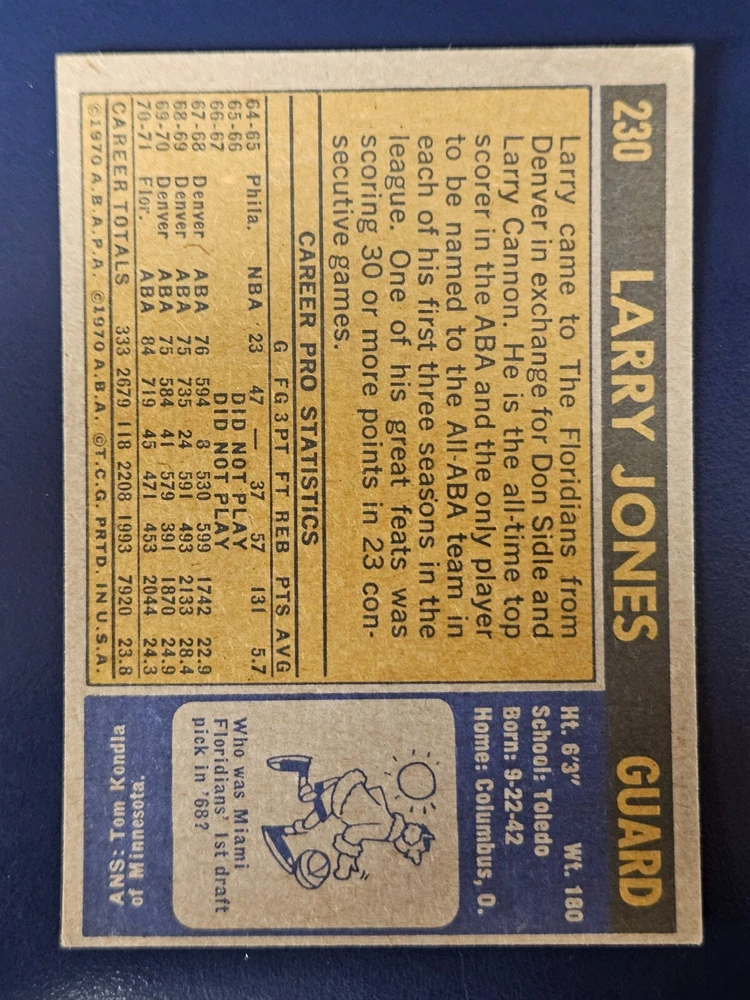 230 LARRY JONES GUARD
Larry came to The Floridians from
Denver in exchange for Don Sidle and
Larry Cannon. He is the all-time top
scorer in the ABA and the only player
to be named to the All-ABA team in
each of his first three seasons in the
league. One of his great feats was
scoring 30 or more points in 23 con-
secutive games.
CAREER PRO STATISTICS
G FG 3PT FT REB PTS AVG
64-65 Phila. NBA 23 47 — 37 57 131 5.7
65-66 DID NOT PLAY
66-67 DID NOT PLAY
67-68 Denver ABA 76 594 8 530 599 1742 22.9
68-69 Denver ABA 75 735 24 591 493 2133 28.4
69-70 Denver ABA 75 584 41 579 391 1870 24.9
70-71 Flor. ABA 84 719 45 471 453 2044 24.3
CAREER TOTALS 333 2679 118 2208 1993 7920 23.8
©1970 A.B.A.P.A. ©1970 A.B.A. ©T.C.G. PRTD. IN U.S.A.
Ht. 6'3" Wt. 180
School: Toledo
Born: 9-22-42
Home: Columbus, O.
Who was Miami
Floridians' 1st draft
pick in '68?
ANS: Tom Kondla
of Minnesota.